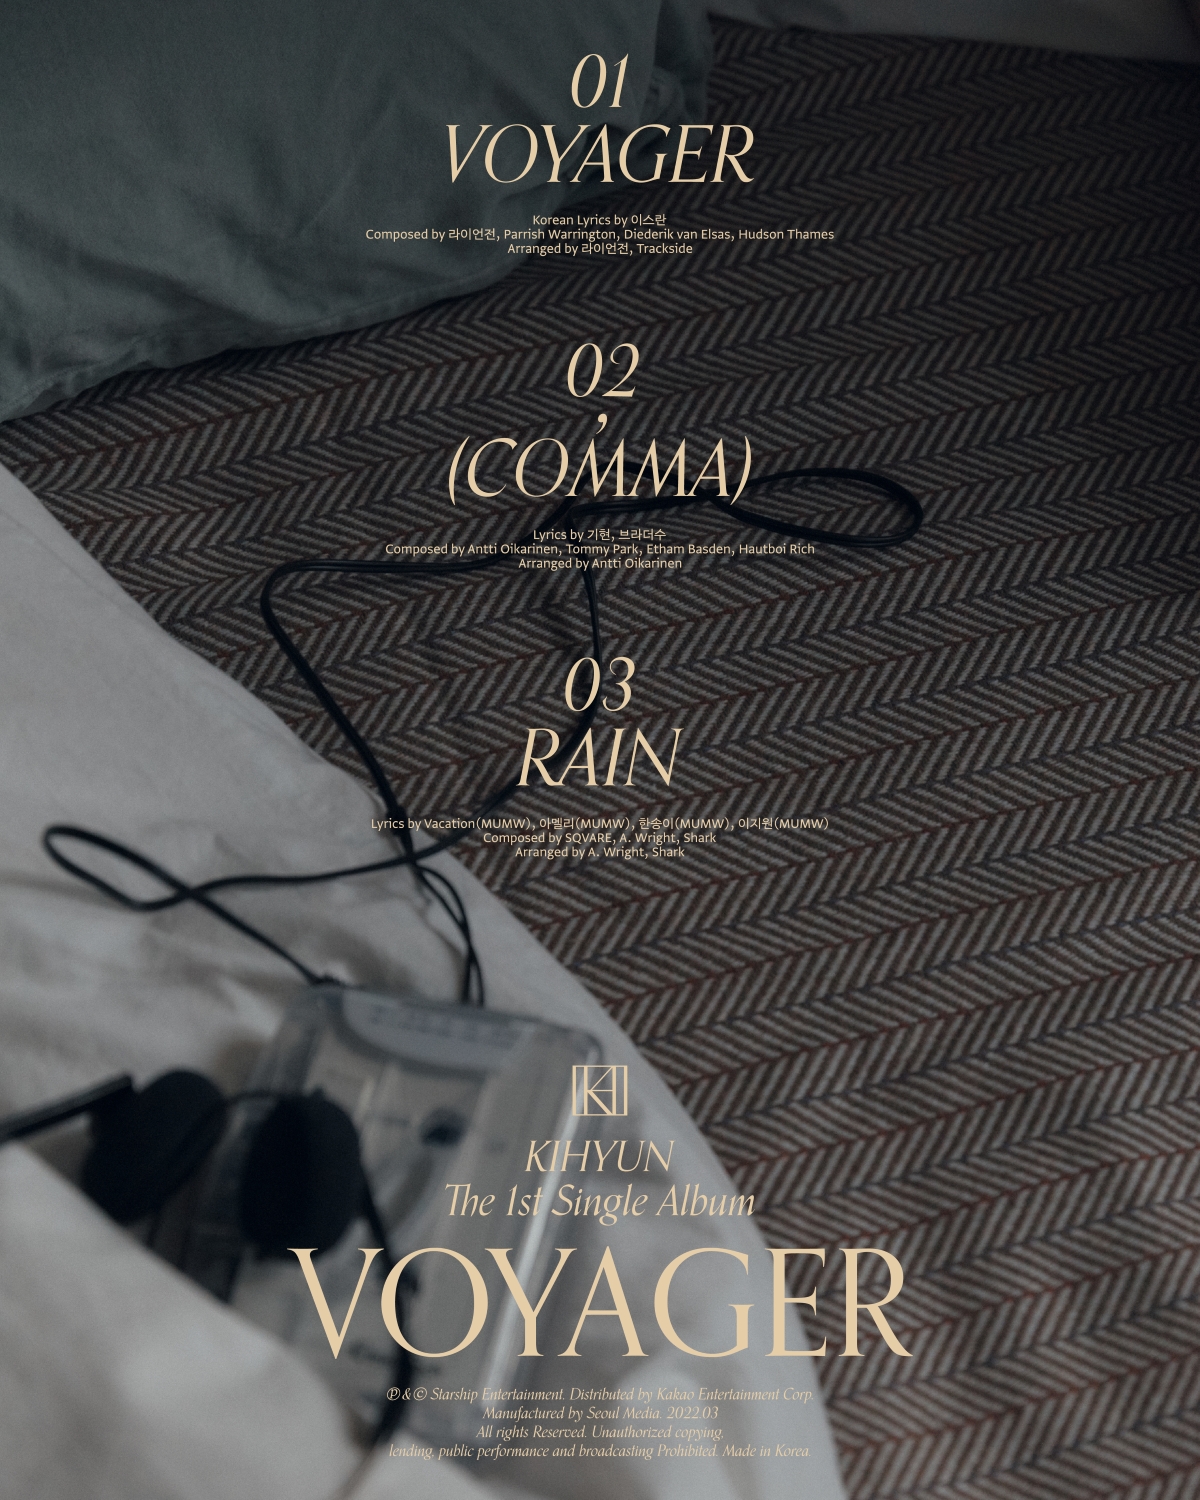 01
VOYAGER
Korean Lyrics by 이스란
Composed by 라이언전, Parrish Warrington, Diederik van Elsas, Hudson Thames
Arranged by 라이언전, Trackside
02
,
(COMMA)
Lyrics by 기현, 브라더수
Composed by Antti Oikarinen, Tommy Park, Etham Basden, Hautboi Rich
Arranged by Antti Oikarinen
03
RAIN
Lyrics by Vacation(MUMW), 아멜리(MUMW), 한송이(MUMW), 이지원(MUMW)
Composed by SQVARE, A. Wright, Shark
Arranged by A. Wright, Shark
KH
KIHYUN
The 1st Single Album
VOYAGER
℗ & © Starship Entertainment. Distributed by Kakao Entertainment Corp.
Manufactured by Seoul Media. 2022.03
All rights Reserved. Unauthorized copying,
lending, public performance and broadcasting Prohibited. Made in Korea.